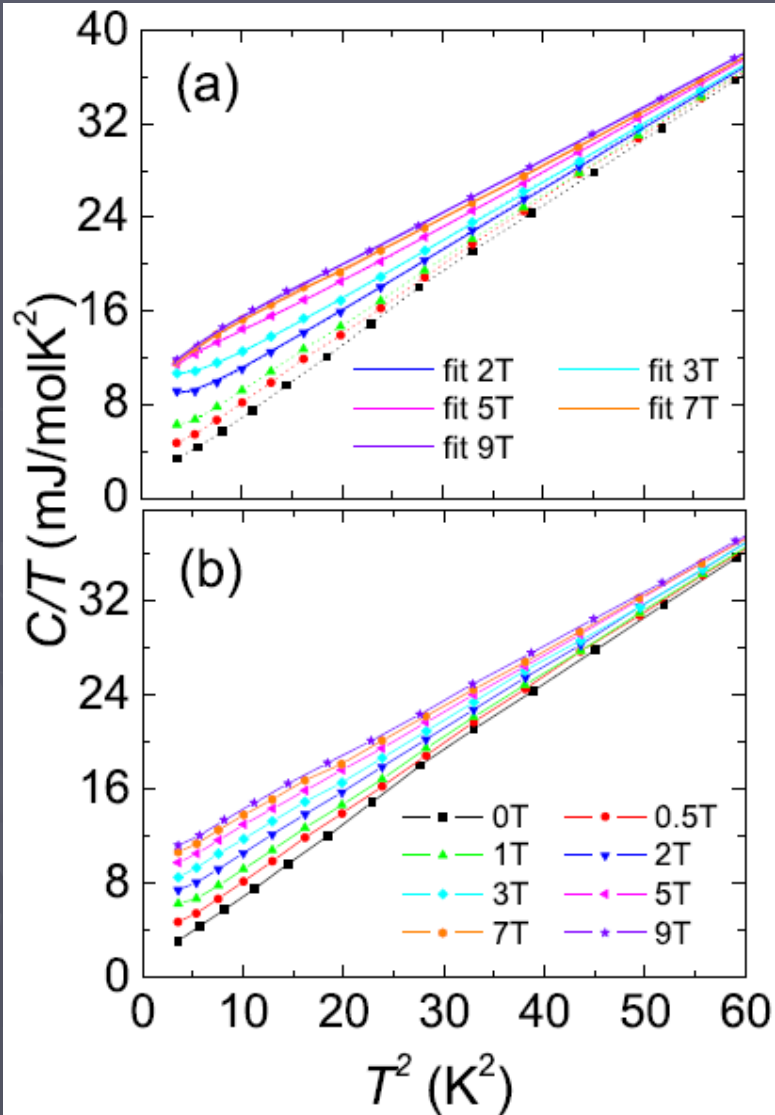 40
(a)
32
24
16
8
0
fit 2T
fit 3T
fit 5T
fit 7T
fit 9T
C/T (mJ/molK²)
(b)
32
24
16
8
0
0T
0.5T
1T
2T
3T
5T
7T
9T
0 10 20 30 40 50 60
T² (K²)